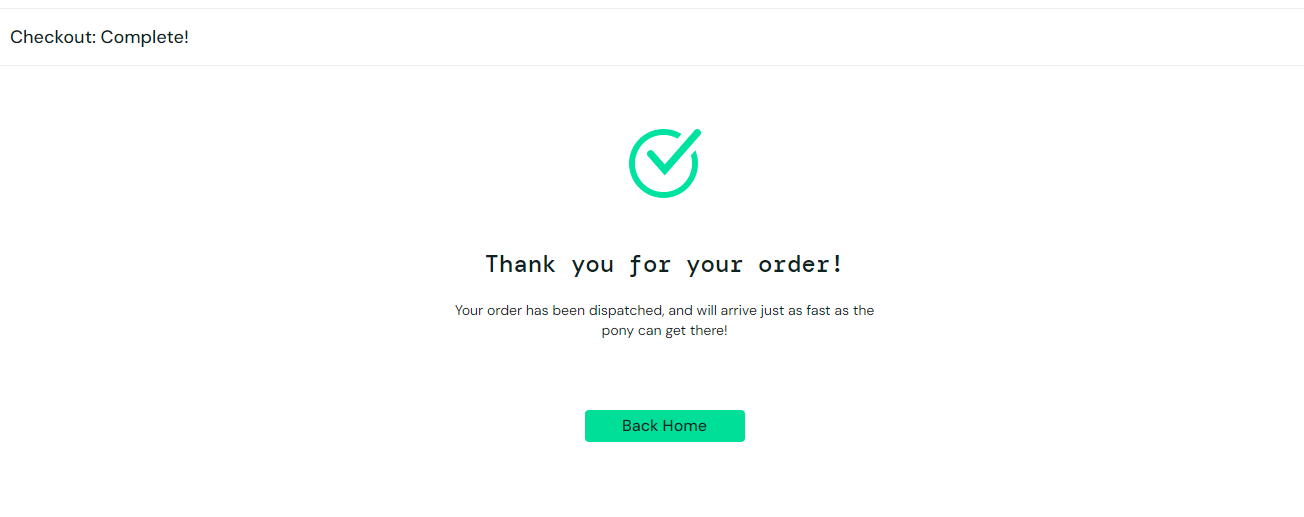 Checkout: Complete!
Thank you for your order!
Your order has been dispatched, and will arrive just as fast as the
pony can get there!
Back Home